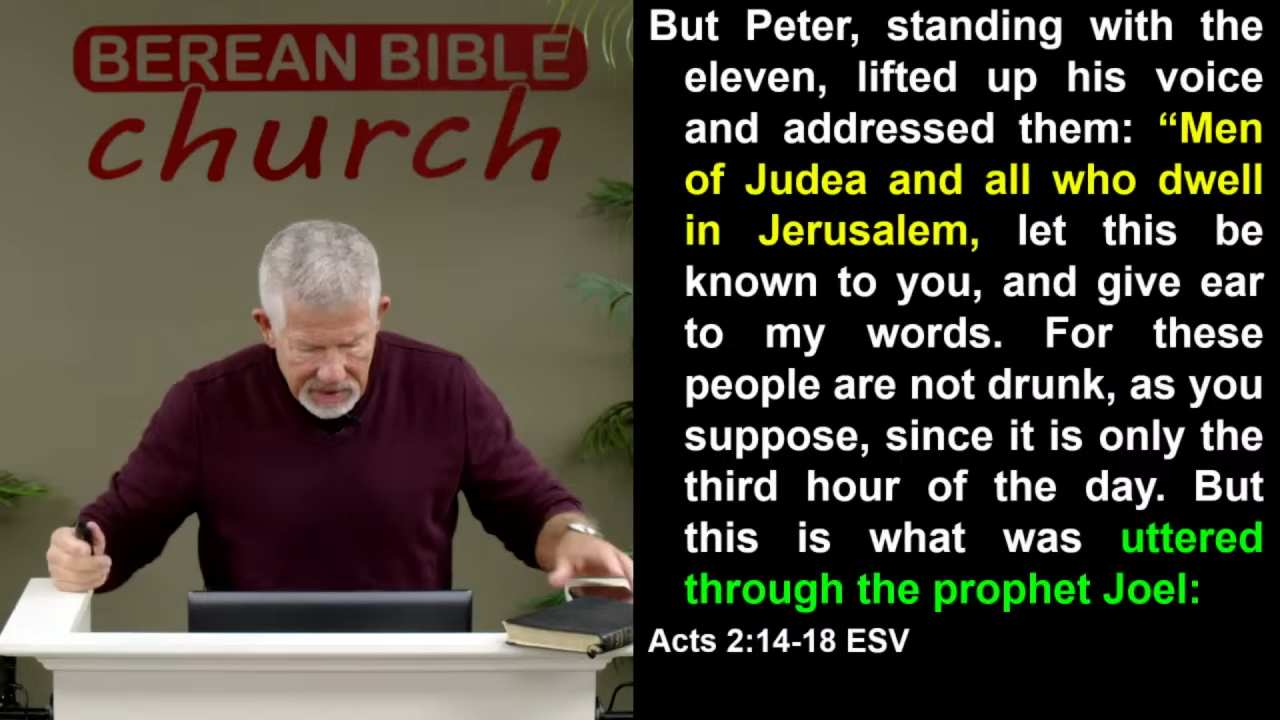 BEREAN BIBLE
church
But Peter, standing with the
eleven, lifted up his voice
and addressed them: “Men
of Judea and all who dwell
in Jerusalem, let this be
known to you, and give ear
to my words. For these
people are not drunk, as you
suppose, since it is only the
third hour of the day. But
this is what was uttered
through the prophet Joel:
Acts 2:14-18 ESV